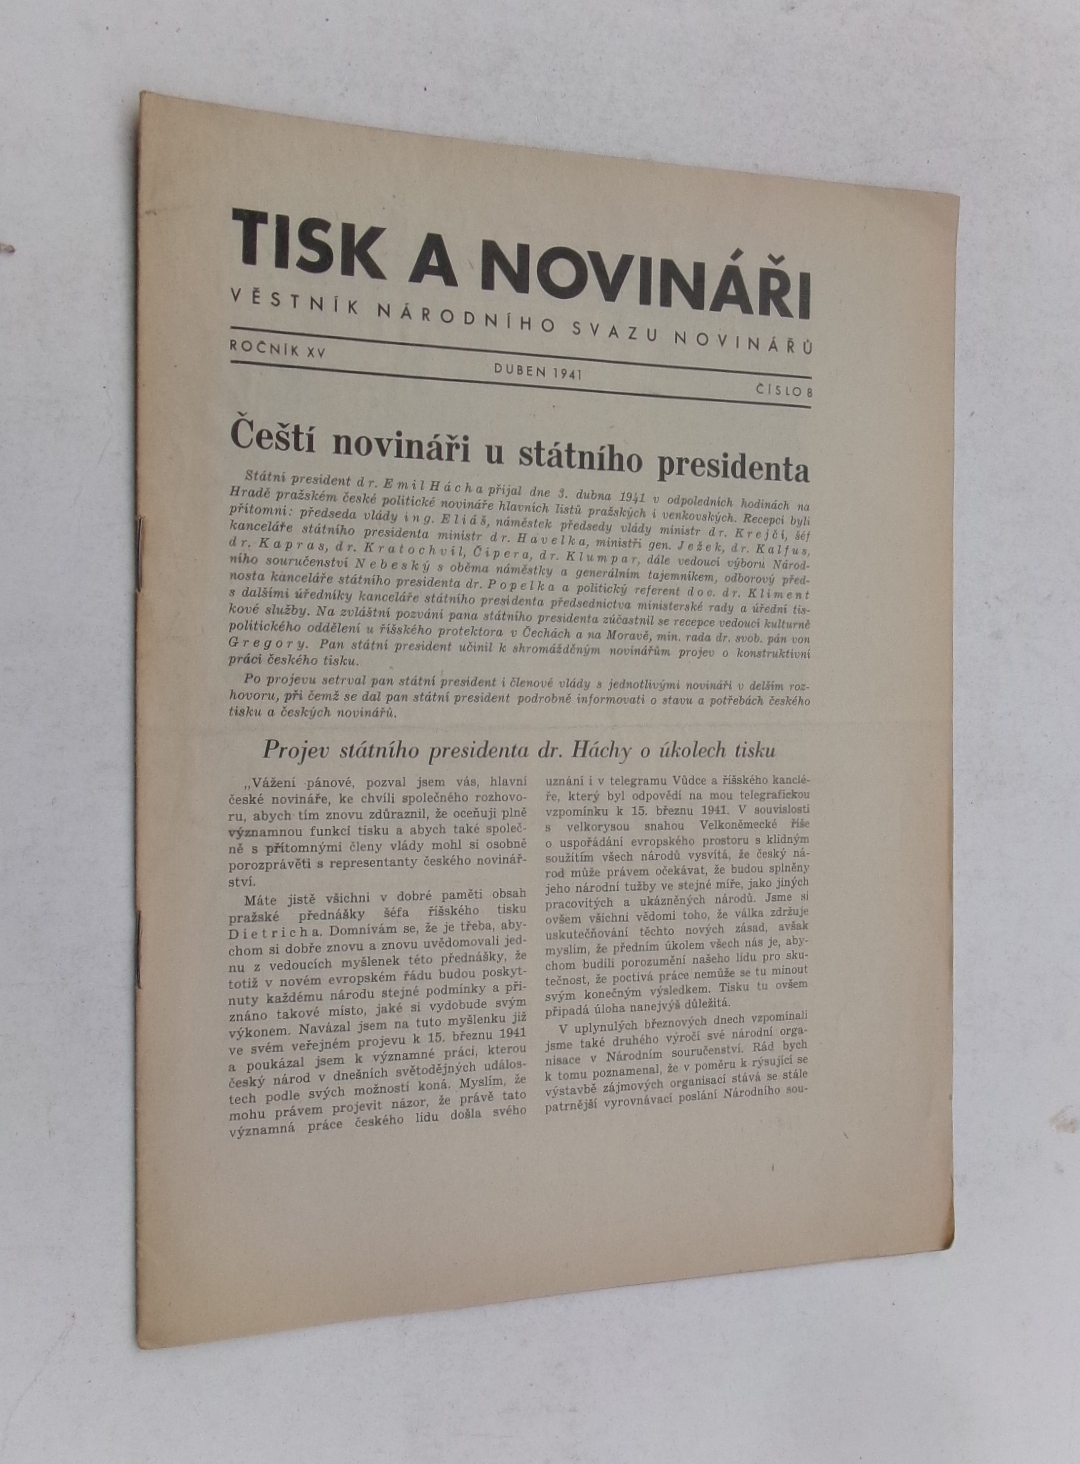 TISK A NOVINÁŘI
VĚSTNÍK NÁRODNÍHO SVAZU NOVINÁŘŮ
ROČNÍK XV
DUBEN 1941
ČÍSLO 8
Čeští novináři u státního presidenta
Státní president dr. Emil Hácha přijal dne 3. dubna 1941 v odpoledních hodinách na
Hradě pražském české politické novináře hlavních listů pražských i venkovských. Recepci byli
přítomni: předseda vlády ing. Eliáš, náměstek předsedy vlády ministr dr. Krejčí, šéf
kanceláře státního presidenta ministr dr. Havelka, ministři gen. Ježek, dr. Kalfus,
dr. Kapras, dr. Kratochvíl, Čipera, dr. Klumpar, dále vedoucí výboru Národ-
ního souručenství Nebeský s oběma náměstky a generálním tajemníkem, odborový před-
nosta kanceláře státního presidenta dr. Popelka a politický referent doc. dr. Kliment
s dalšími úředníky kanceláře státního presidenta předsednictva ministerské rady a úřední tis-
kové služby. Na zvláštní pozvání pana státního presidenta zúčastnil se recepce vedoucí kulturně
politického oddělení u říšského protektora v Čechách a na Moravě, min. rada dr. svob. pán von
Gregory. Pan státní president učinil k shromážděným novinářům projev o konstruktivní
práci českého tisku.
Po projevu setrval pan státní president i členové vlády s jednotlivými novináři v delším roz-
hovoru, při čemž se dal pan státní president podrobně informovati o stavu a potřebách českého
tisku a českých novinářů.
Projev státního presidenta dr. Háchy o úkolech tisku
„Vážení pánové, pozval jsem vás, hlavní
české novináře, ke chvíli společného rozhovo-
ru, abych tím znovu zdůraznil, že oceňuji plně
významnou funkci tisku a abych také společ-
ně s přítomnými členy vlády mohl si osobně
porozprávěti s representanty českého novinář-
ství.
Máte jistě všichni v dobré paměti obsah
pražské přednášky šéfa říšského tisku
Dietricha. Domnívám se, že je třeba, aby-
chom si dobře znovu a znovu uvědomovali jed-
nu z vedoucích myšlenek této přednášky, že
totiž v novém evropském řádu budou poskyt-
nuty každému národu stejné podmínky a při-
znáno takové místo, jaké si vydobude svým
výkonem. Navázal jsem na tuto myšlenku již
ve svém veřejném projevu k 15. březnu 1941
a poukázal jsem k významné práci, kterou
český národ v dnešních světodějných událos-
tech podle svých možností koná. Myslím, že
mohu právem projevit názor, že právě tato
významná práce českého lidu došla svého
uznání i v telegramu Vůdce a říšského kanclé-
ře, který byl odpovědí na mou telegrafickou
vzpomínku k 15. březnu 1941. V souvislosti
s velkorysou snahou Velkoněmecké říše
o uspořádání evropského prostoru s klidným
soužitím všech národů vysvítá, že český ná-
rod může právem očekávat, že budou splněny
jeho národní tužby ve stejné míře, jako jiných
pracovitých a ukázněných národů. Jsme si
ovšem všichni vědomi toho, že válka zdržuje
uskutečňování těchto nových zásad, avšak
myslím, že předním úkolem všech nás je, aby-
chom budili porozumění našeho lidu pro sku-
tečnost, že poctivá práce nemůže se tu minout
svým konečným výsledkem. Tisku tu ovšem
připadá úloha nanejvýš důležitá.
V uplynulých březnových dnech vzpomínali
jsme také druhého výročí své národní orga-
nisace v Národním souručenství. Rád bych
k tomu poznamenal, že v poměru k rýsující se
výstavbě zájmových organisací stává se stále
patrnější vyrovnávací poslání Národního sou-